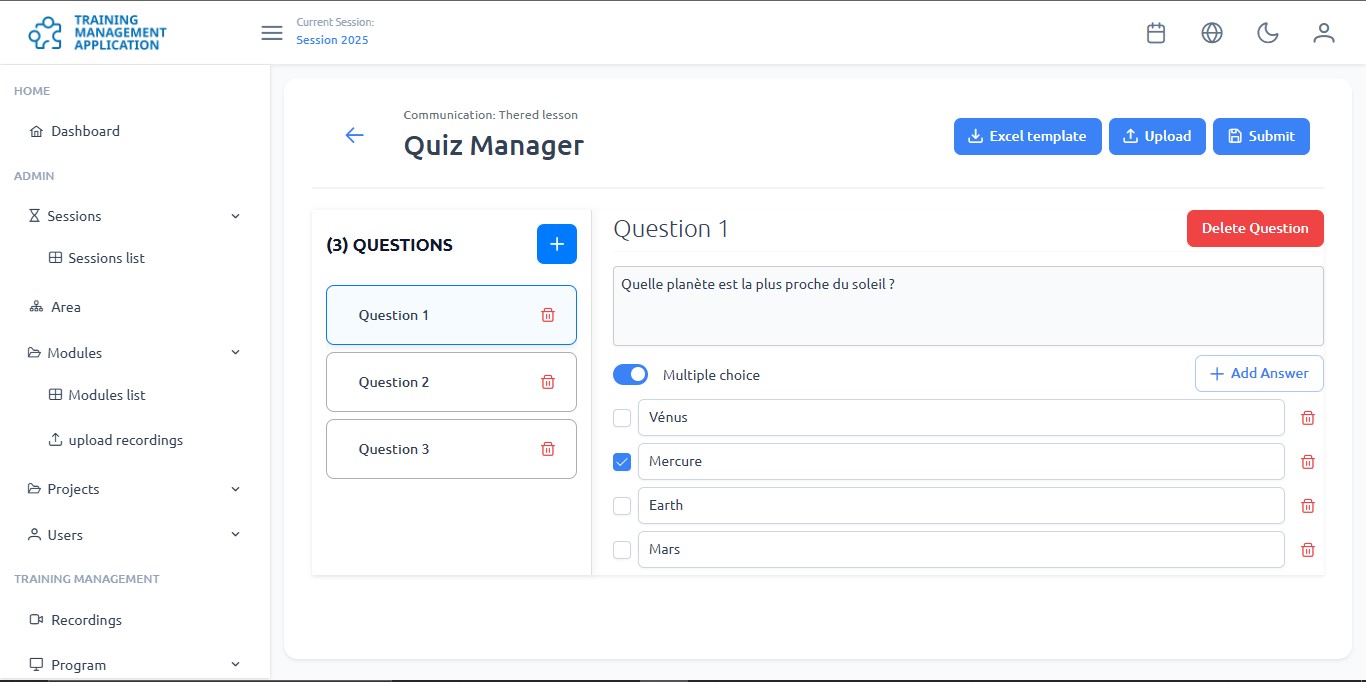 TRAINING
MANAGEMENT
APPLICATION
Current Session:
Session 2025
HOME
Dashboard
ADMIN
Sessions
Sessions list
Area
Modules
Modules list
upload recordings
Projects
Users
TRAINING MANAGEMENT
Recordings
Program
Communication: Thered lesson
Quiz Manager
Excel template
Upload
Submit
(3) QUESTIONS
Question 1
Question 2
Question 3
Question 1
Delete Question
Quelle planète est la plus proche du soleil ?
Multiple choice
Add Answer
Vénus
Mercure
Earth
Mars